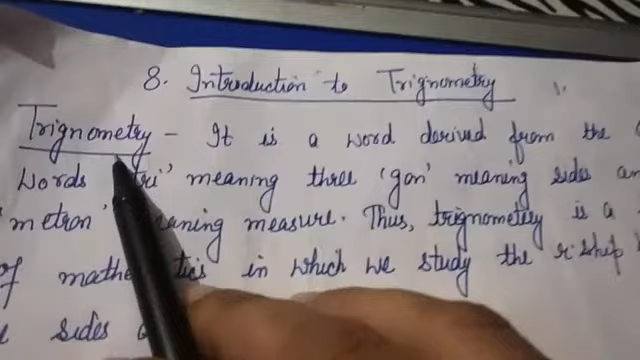 8. Introduction to Trignometry
Trignometry - It is a word derived from the
words 'tri' meaning three 'gon' meaning sides
'metron' meaning measure. Thus, trignometry is a
of mathematics in which we study the r'ship
sides